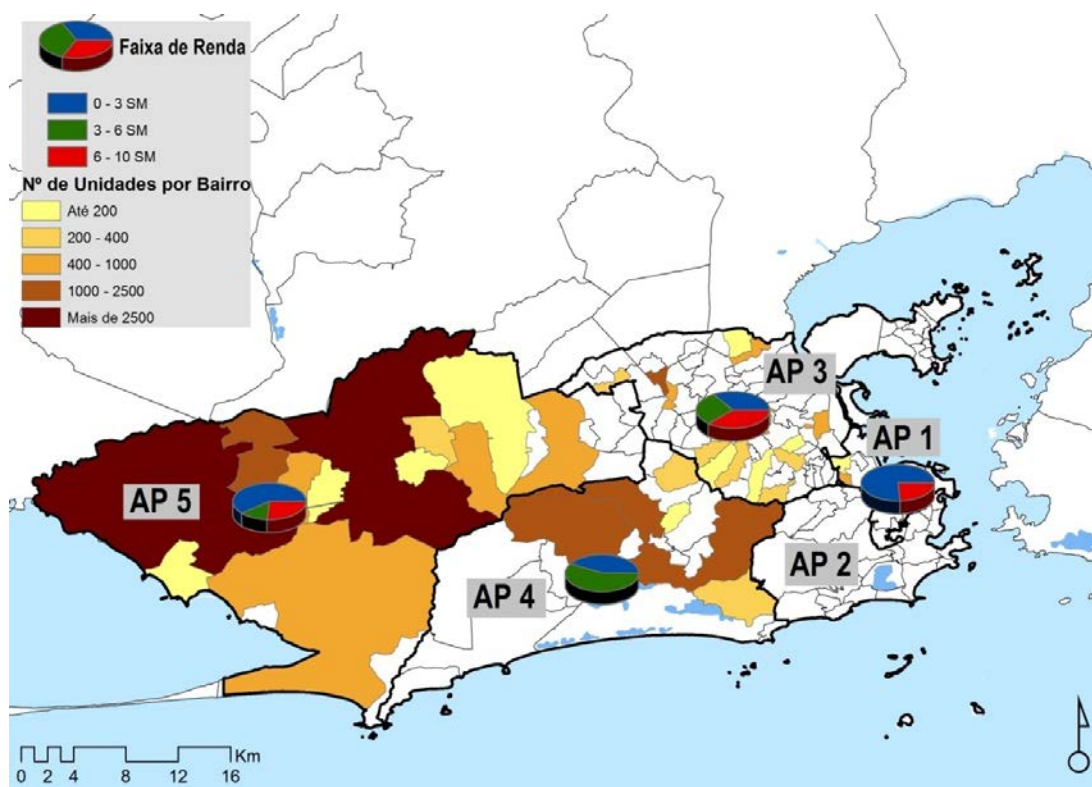 Faixa de Renda
0 - 3 SM
3 - 6 SM
6 - 10 SM
Nº de Unidades por Bairro
Até 200
200 - 400
400 - 1000
1000 - 2500
Mais de 2500
AP 3
AP 1
AP 5
AP 2
AP 4
Km
0 2 4 8 12 16